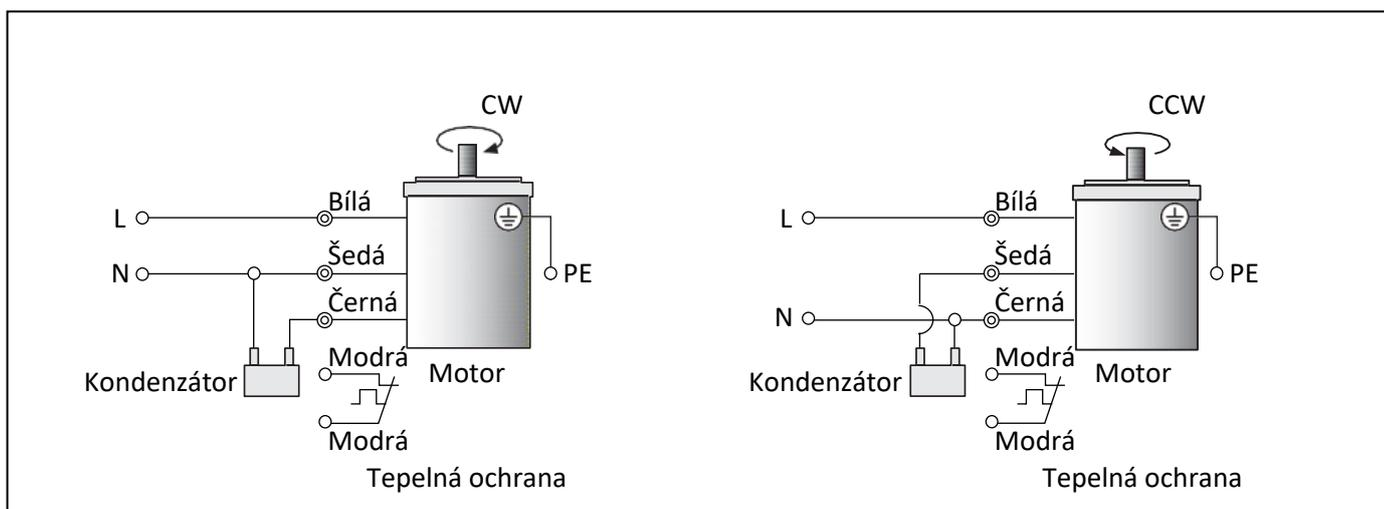 CW
L
Bílá
N
Šedá
PE
Černá
Kondenzátor
Modrá
Motor
Modrá
Tepelná ochrana
CCW
L
Bílá
Šedá
PE
N
Černá
Kondenzátor
Modrá
Motor
Modrá
Tepelná ochrana